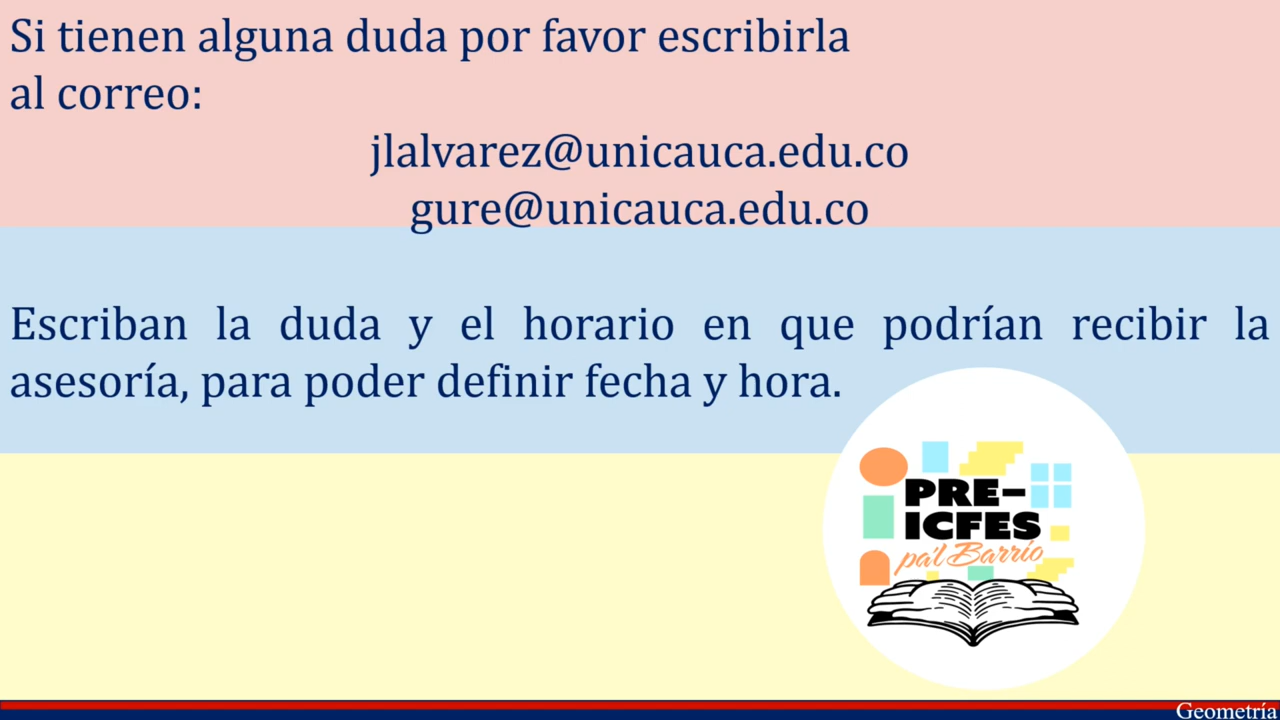 Si tienen alguna duda por favor escribirla
al correo:
jlalvarez@unicauca.edu.co
gure@unicauca.edu.co
Escriban la duda y el horario en que podrían recibir la
asesoría, para poder definir fecha y hora.
PRE-
ICFES
pa'l Barrio
Geometría